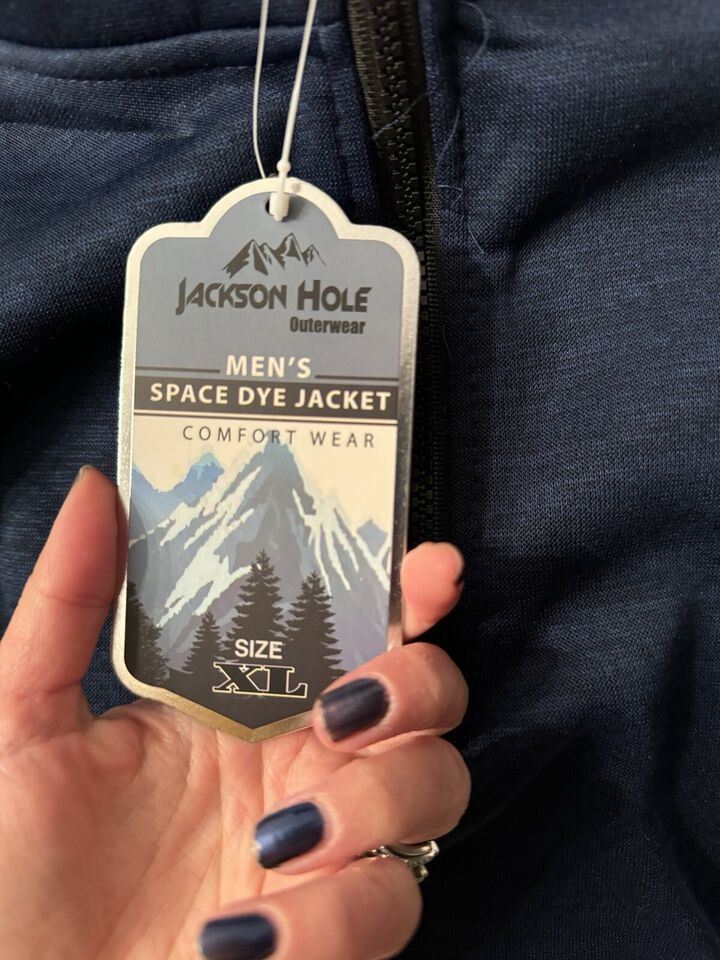 JACKSON HOLE
Outerwear
MEN'S
SPACE DYE JACKET
COMFORT WEAR
SIZE
XL